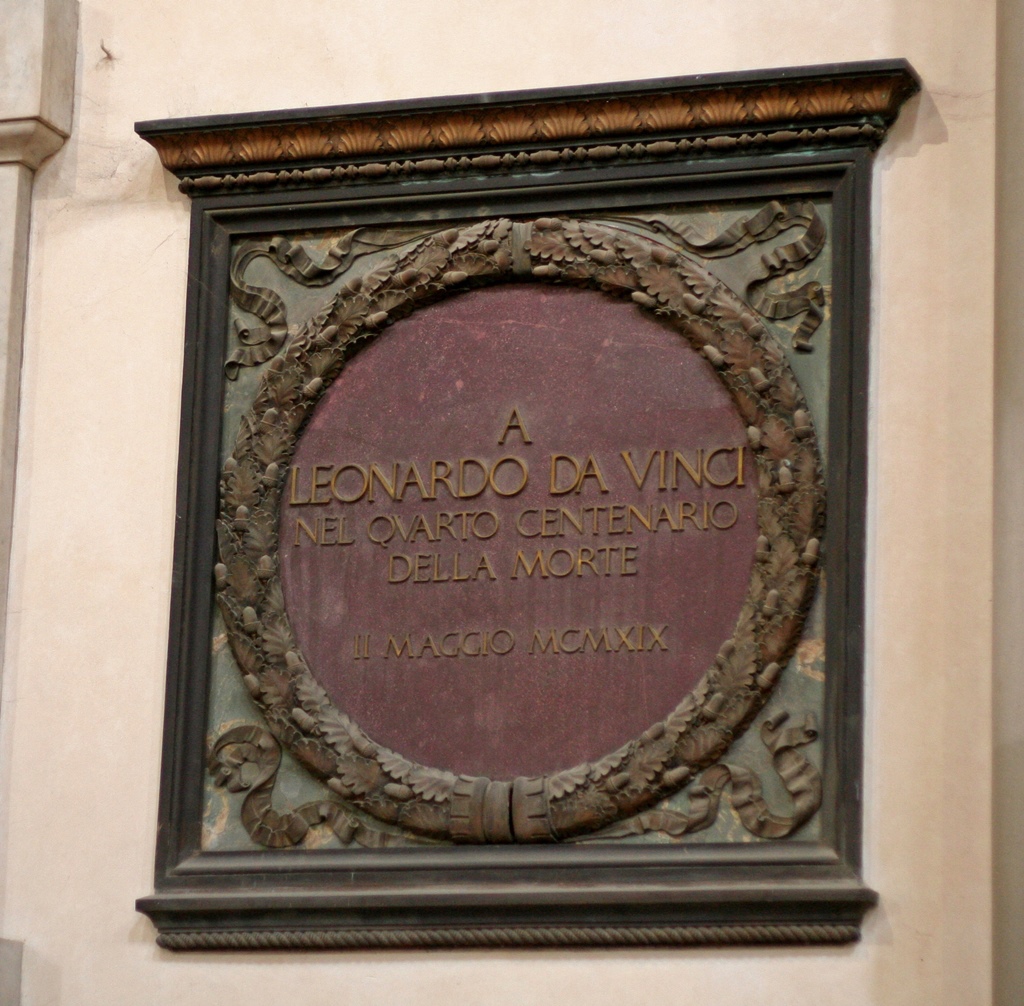 A
LEONARDO DA VINCI
NEL QVARTO CENTENARIO
DELLA MORTE
II MAGGIO MCMXIX